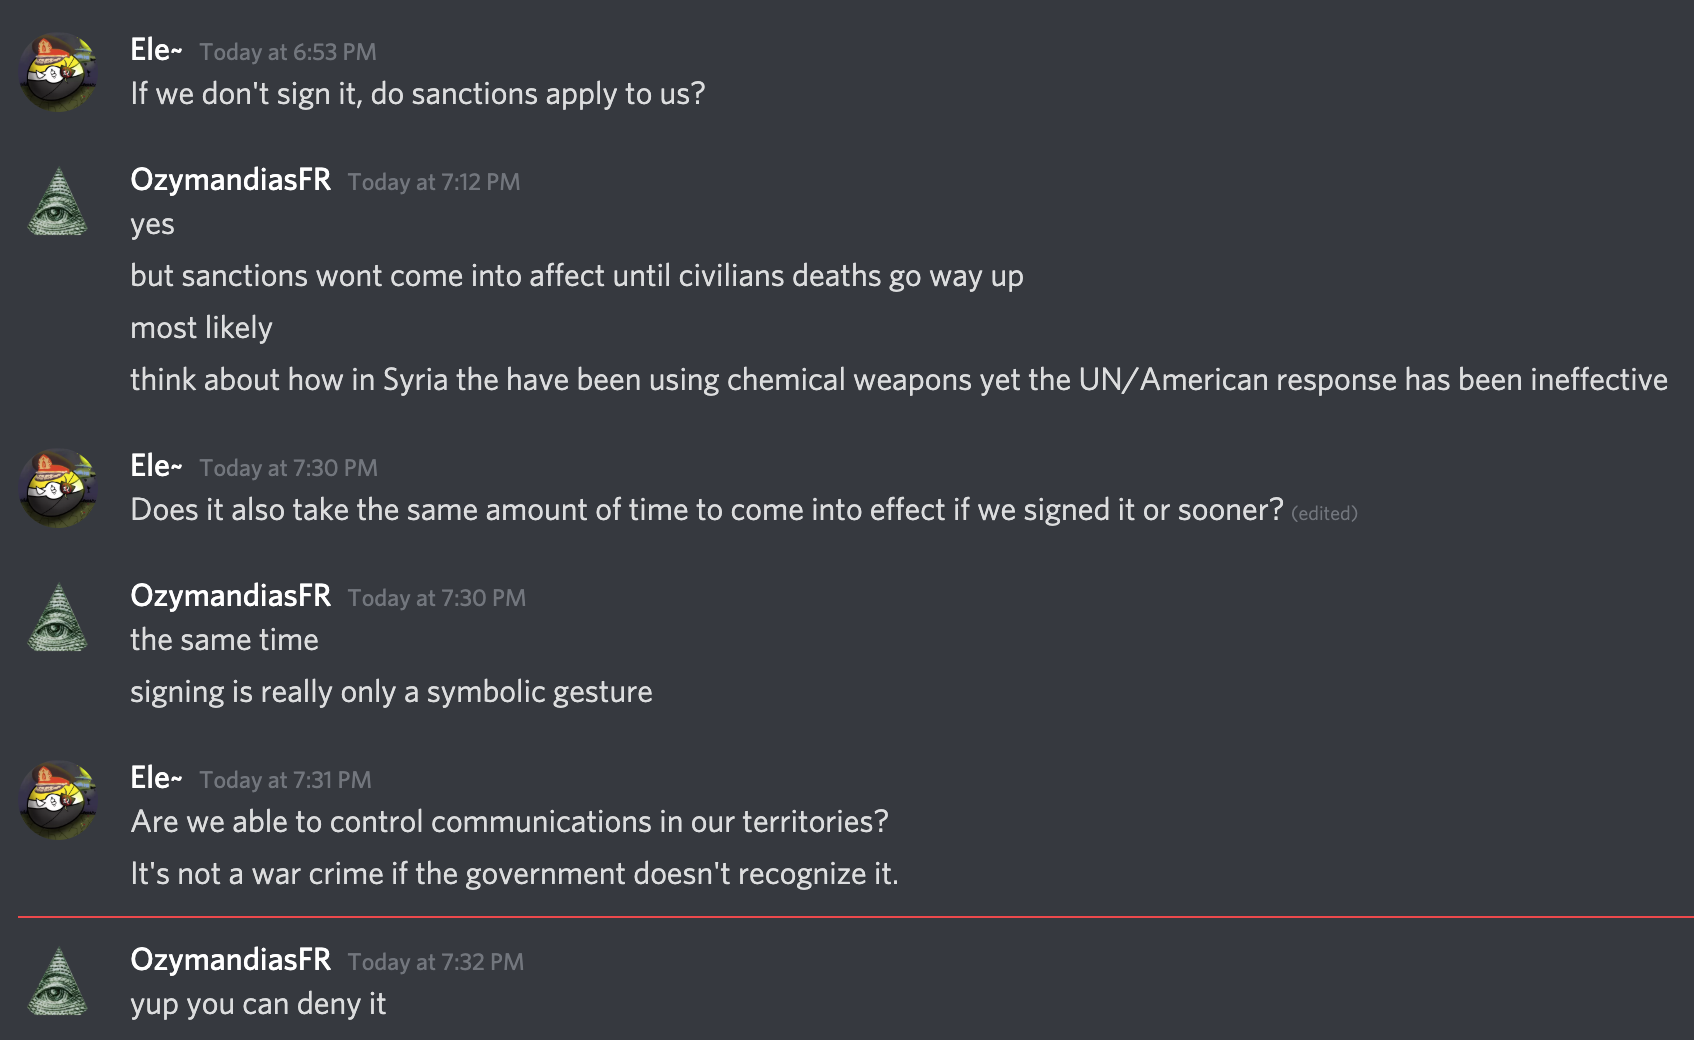 Ele~ Today at 6:53 PM
If we don't sign it, do sanctions apply to us?
OzymandiasFR Today at 7:12 PM
yes
but sanctions wont come into affect until civilians deaths go way up
most likely
think about how in Syria the have been using chemical weapons yet the UN/American response has been ineffective
Ele~ Today at 7:30 PM
Does it also take the same amount of time to come into effect if we signed it or sooner? (edited)
OzymandiasFR Today at 7:30 PM
the same time
signing is really only a symbolic gesture
Ele~ Today at 7:31 PM
Are we able to control communications in our territories?
It's not a war crime if the government doesn't recognize it.
OzymandiasFR Today at 7:32 PM
yup you can deny it